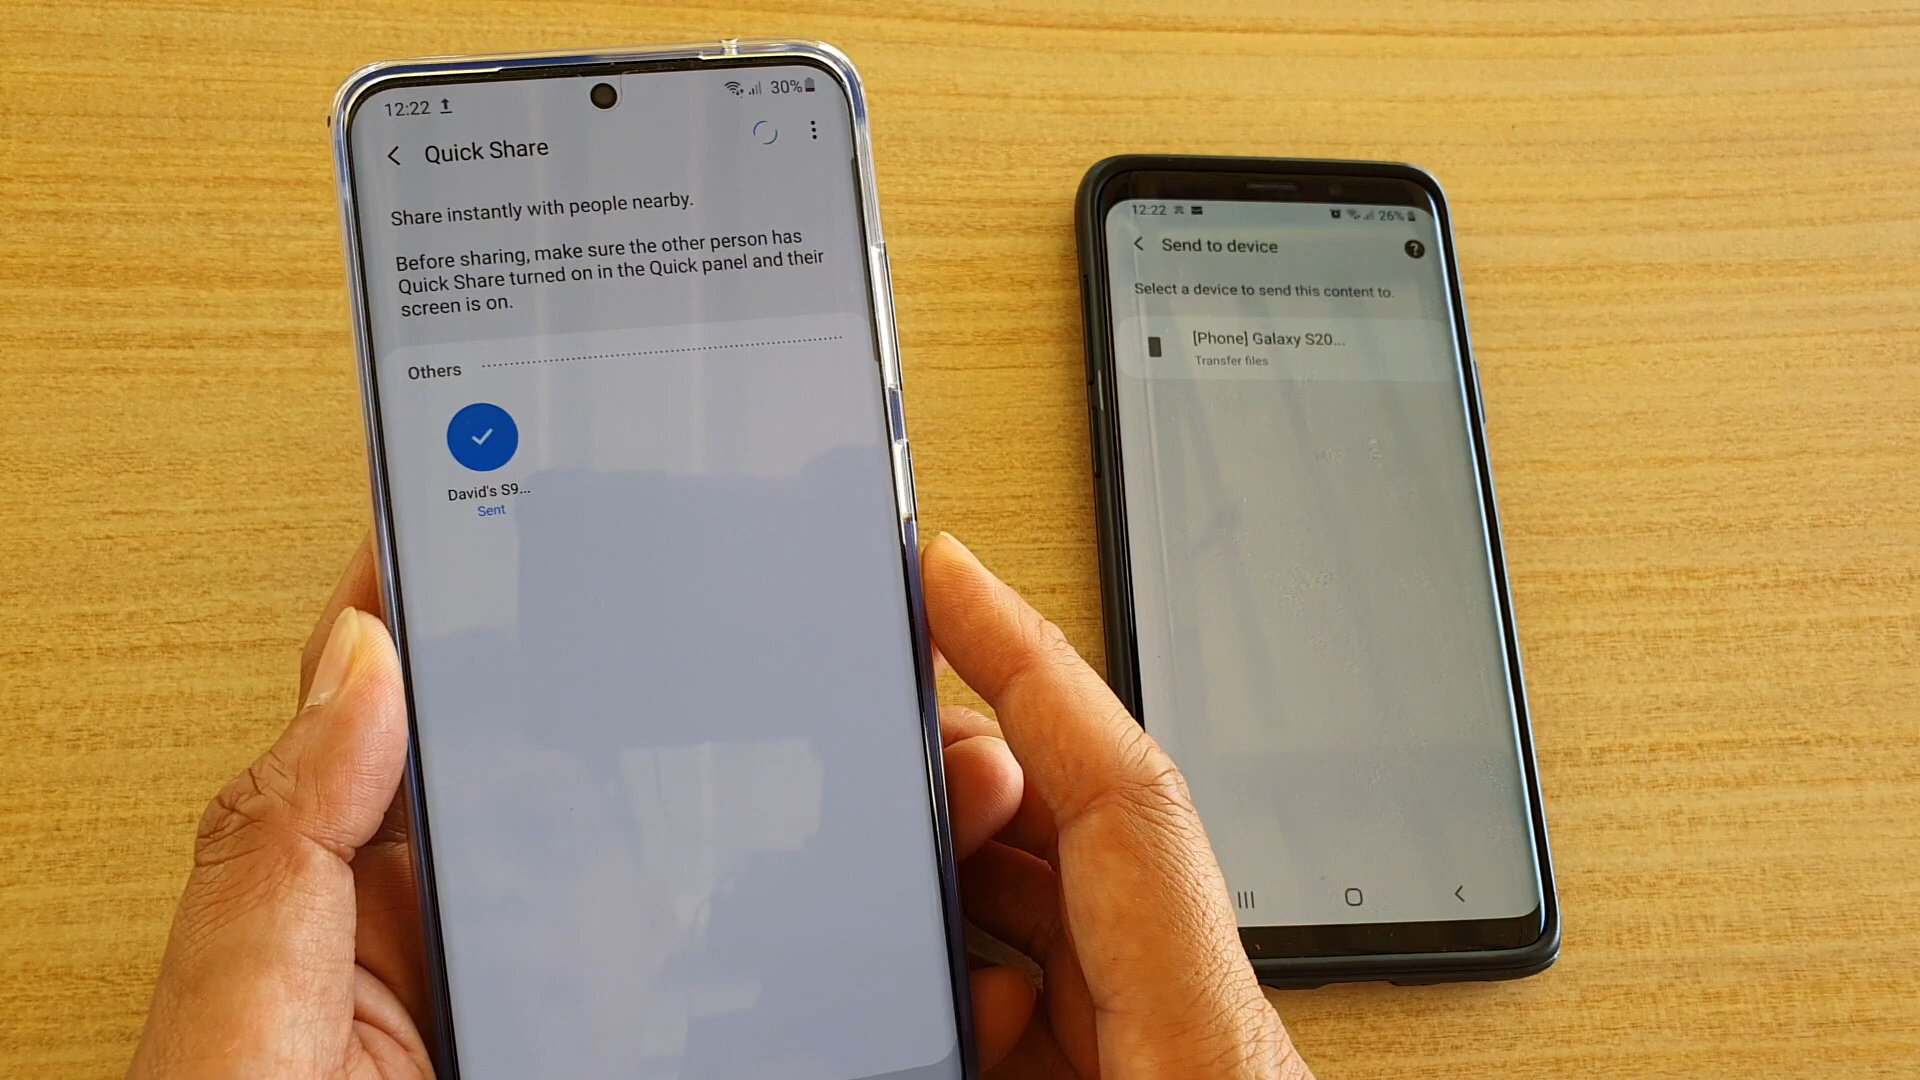 12:22
30%
Quick Share
Share instantly with people nearby.
Before sharing, make sure the other person has
Quick Share turned on in the Quick panel and their
screen is on.
Others
David's S9...
Sent
12:22
26%
Send to device
?
Select a device to send this content to.
[Phone] Galaxy S20...
Transfer files